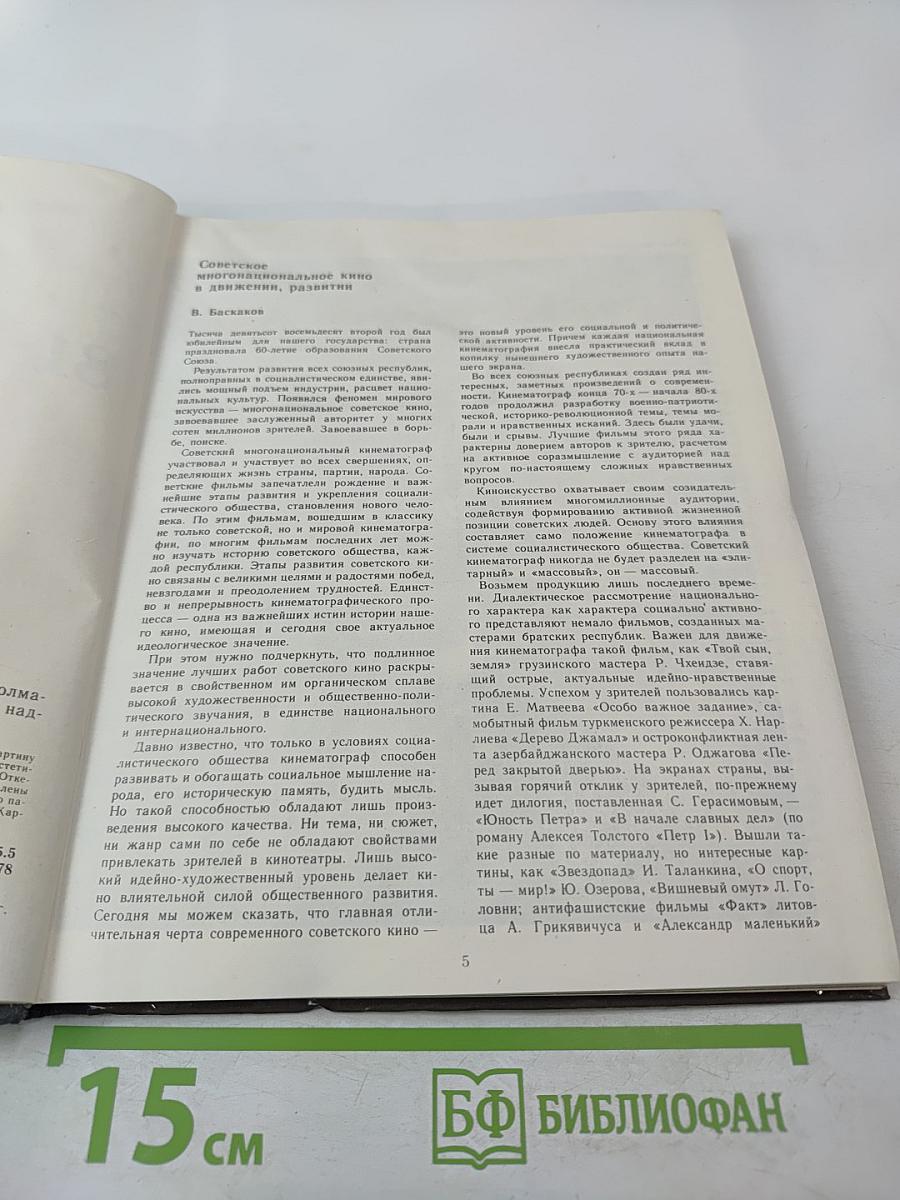 Советское
многонациональное кино
в движении, развитии
В. Баскаков
Тысяча девятьсот восемьдесят второй год был
юбилейным для нашего государства: страна
праздновала 60-летие образования Советского
Союза.
Результатом развития всех союзных республик,
полноправных в социалистическом единстве, яви-
лись мощный подъем индустрии, расцвет нацио-
нальных культур. Появился феномен мирового
искусства — многонациональное советское кино,
завоевавшее заслуженный авторитет у многих
сотен миллионов зрителей. Завоевавшее в борь-
бе, поиске.
Советский многонациональный кинематограф
участвовал и участвует во всех свершениях, оп-
ределяющих жизнь страны, партии, народа. Со-
ветские фильмы запечатлели рождение и важ-
нейшие этапы развития и укрепления социали-
стического общества, становления нового чело-
века. По этим фильмам, вошедшим в классику
не только советской, но и мировой кинематогра-
фии, по многим фильмам последних лет мож-
но изучать историю советского общества, каж-
дой республики. Этапы развития советского ки-
но связаны с великими целями и радостями побед,
невзгодами и преодолением трудностей. Единст-
во и непрерывность кинематографического про-
цесса — одна из важнейших истин истории наше-
го кино, имеющая и сегодня свое актуальное
идеологическое значение.
При этом нужно подчеркнуть, что подлинное
значение лучших работ советского кино раскры-
вается в свойственном им органическом сплаве
высокой художественности и общественно-поли-
тического звучания, в единстве национального
и интернационального.
Давно известно, что только в условиях социа-
листического общества кинематограф способен
развивать и обогащать социальное мышление на-
рода, его историческую память, будить мысль.
Но такой способностью обладают лишь произ-
ведения высокого качества. Ни тема, ни сюжет,
ни жанр сами по себе не обладают свойствами
привлекать зрителей в кинотеатры. Лишь высо-
кий идейно-художественный уровень делает ки-
но влиятельной силой общественного развития.
Сегодня мы можем сказать, что главная отли-
чительная черта современного советского кино —
это новый уровень его социальной и политиче-
ской активности. Причем каждая национальная
кинематография внесла практический вклад в
копилку нынешнего художественного опыта на-
шего экрана.
Во всех союзных республиках создан ряд ин-
тересных, заметных произведений о современ-
ности. Кинематограф конца 70-х — начала 80-х
годов продолжил разработку военно-патриоти-
ческой, историко-революционной темы, темы мо-
рали и нравственных исканий. Здесь были удачи,
были и срывы. Лучшие фильмы этого ряда ха-
рактерны доверием авторов к зрителю, расчетом
на активное соразмышление с аудиторией над
кругом по-настоящему сложных нравственных
вопросов.
Киноискусство охватывает своим созидатель-
ным влиянием многомиллионные аудитории,
содействуя формированию активной жизненной
позиции советских людей. Основу этого влияния
составляет само положение кинематографа в
системе социалистического общества. Советский
кинематограф никогда не будет разделен на «эли-
тарный» и «массовый», он — массовый.
Возьмем продукцию лишь последнего време-
ни. Диалектическое рассмотрение национально-
го характера как характера социально активно-
го представляют немало фильмов, созданных ма-
стерами братских республик. Важен для движе-
ния кинематографа такой фильм, как «Твой сын,
земля» грузинского мастера Р. Чхеидзе, ставя-
щий острые, актуальные идейно-нравственные
проблемы. Успехом у зрителей пользовались кар-
тина Е. Матвеева «Особо важное задание», са-
мобытный фильм туркменского режиссера Х. Нар-
лиева «Дерево Джамал» и остроконфликтная лен-
та азербайджанского мастера Р. Оджагова «Пе-
ред закрытой дверью». На экранах страны, вы-
зывая горячий отклик у зрителей, по-прежнему
идет дилогия, поставленная С. Герасимовым, —
«Юность Петра» и «В начале славных дел» (по
роману Алексея Толстого «Петр I»). Вышли та-
кие разные по материалу, но интересные кар-
тины, как «Звездопад» И. Таланкина, «О спорт,
ты — мир!» Ю. Озерова, «Вишневый омут» Л. Го-
ловни; антифашистские фильмы «Факт» литов-
ца А. Грикявичуса и «Александр маленький»
5
олма-
над-
артину
стети-
Отке-
лены
о па-
Кар-
5.5
78
г.
15 см
БФ БИБЛИОФАН